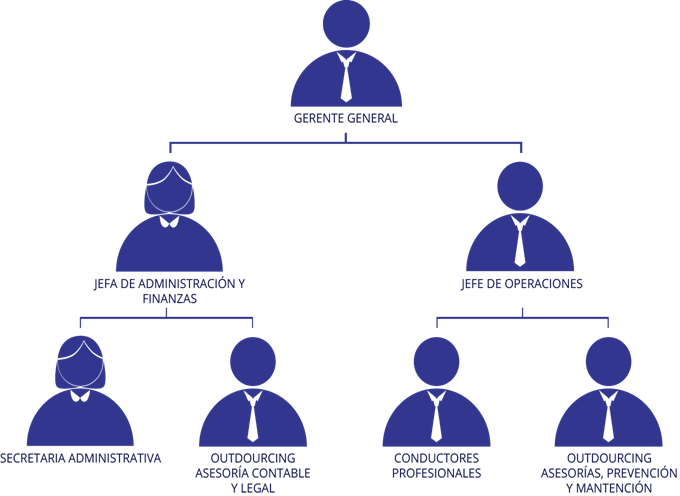 GERENTE GENERAL
JEFA DE ADMINISTRACIÓN Y
FINANZAS
JEFE DE OPERACIONES
SECRETARIA ADMINISTRATIVA
OUTDOURCING
ASESORÍA CONTABLE
Y LEGAL
CONDUCTORES
PROFESIONALES
OUTDOURCING
ASESORÍAS, PREVENCIÓN
Y MANTENCIÓN